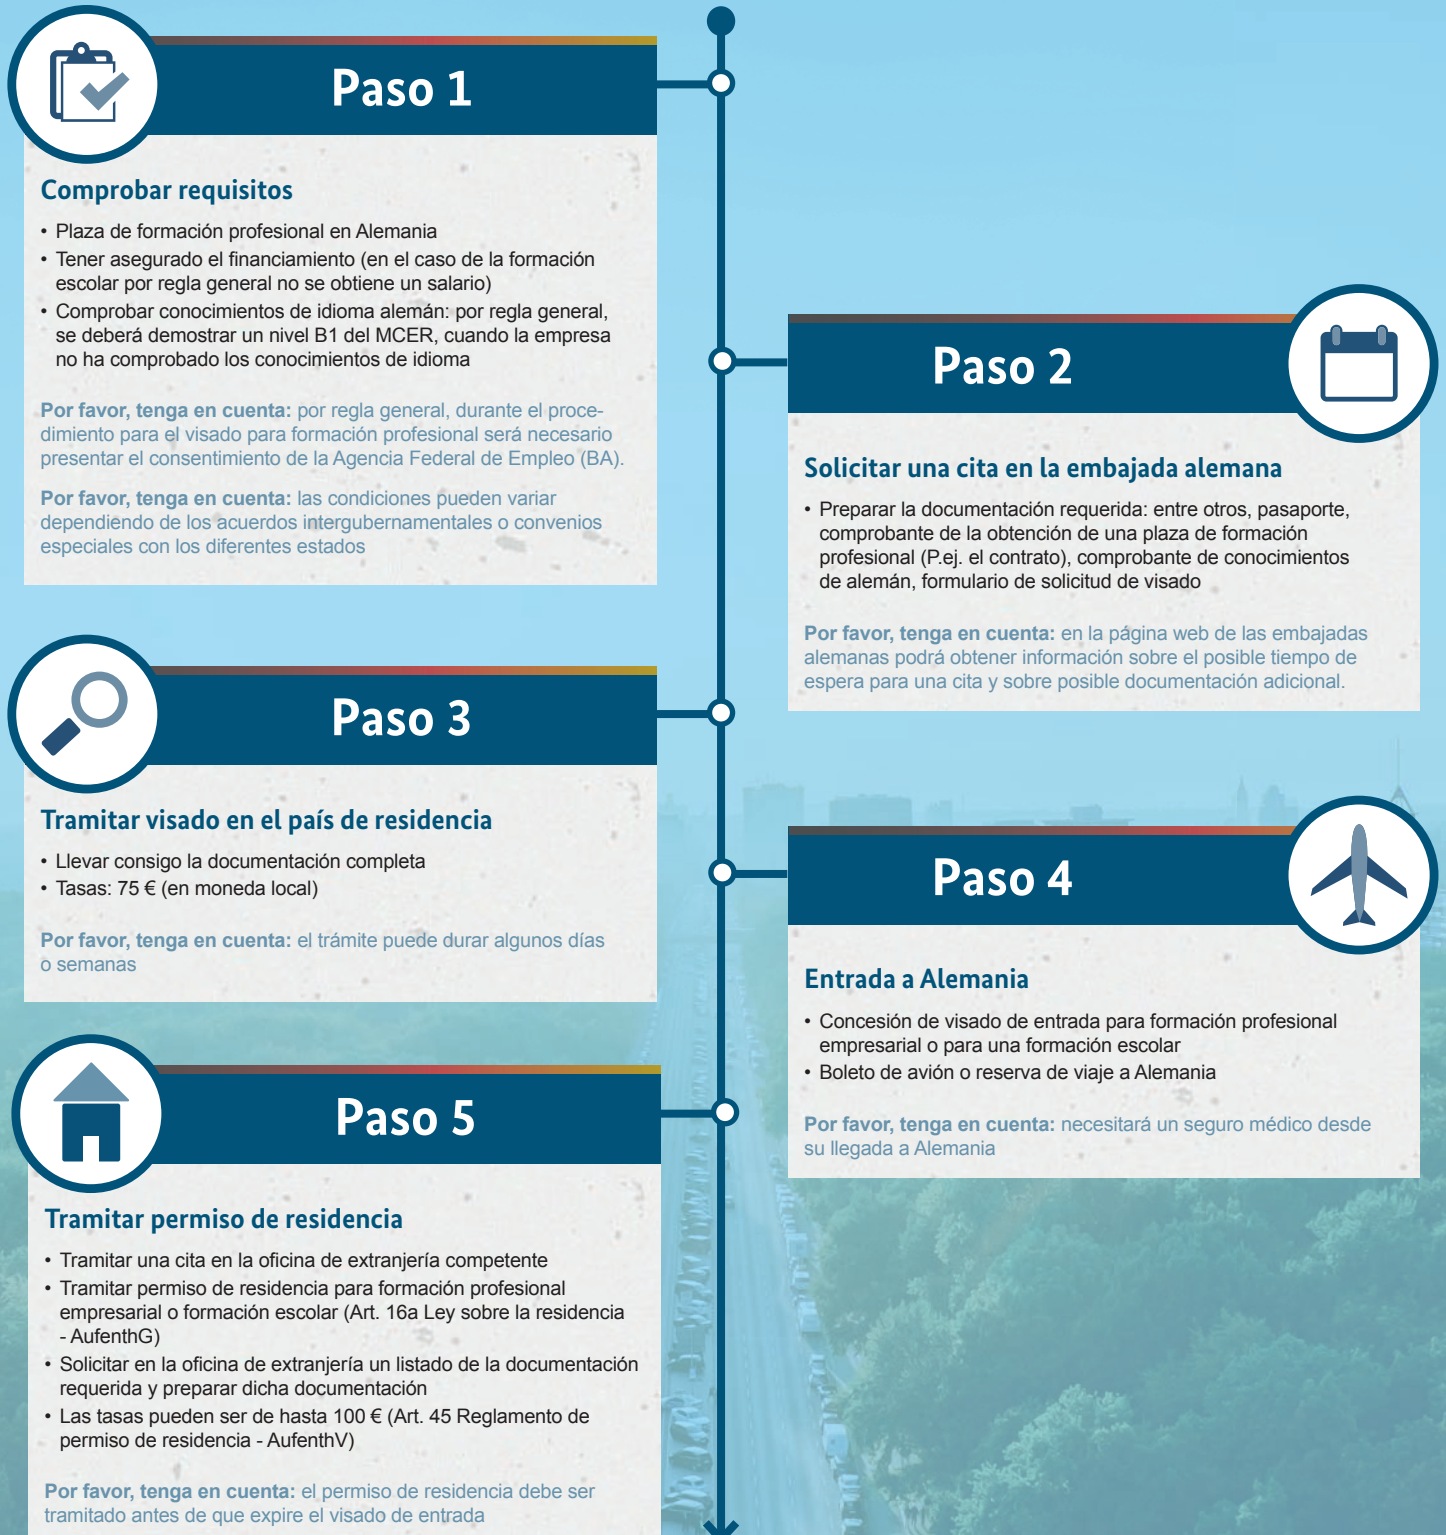 Paso 1
Comprobar requisitos
• Plaza de formación profesional en Alemania
• Tener asegurado el financiamiento (en el caso de la formación
escolar por regla general no se obtiene un salario)
• Comprobar conocimientos de idioma alemán: por regla general,
se deberá demostrar un nivel B1 del MCER, cuando la empresa
no ha comprobado los conocimientos de idioma
Por favor, tenga en cuenta: por regla general, durante el proce-
dimiento para el visado para formación profesional será necesario
presentar el consentimiento de la Agencia Federal de Empleo (BA).
Por favor, tenga en cuenta: las condiciones pueden variar
dependiendo de los acuerdos intergubernamentales o convenios
especiales con los diferentes estados
Paso 2
Solicitar una cita en la embajada alemana
• Preparar la documentación requerida: entre otros, pasaporte,
comprobante de la obtención de una plaza de formación
profesional (P.ej. el contrato), comprobante de conocimientos
de alemán, formulario de solicitud de visado
Por favor, tenga en cuenta: en la página web de las embajadas
alemanas podrá obtener información sobre el posible tiempo de
espera para una cita y sobre posible documentación adicional.
Paso 3
Tramitar visado en el país de residencia
• Llevar consigo la documentación completa
• Tasas: 75 € (en moneda local)
Por favor, tenga en cuenta: el trámite puede durar algunos días
o semanas
Paso 4
Entrada a Alemania
• Concesión de visado de entrada para formación profesional
empresarial o para una formación escolar
• Boleto de avión o reserva de viaje a Alemania
Por favor, tenga en cuenta: necesitará un seguro médico desde
su llegada a Alemania
Paso 5
Tramitar permiso de residencia
• Tramitar una cita en la oficina de extranjería competente
• Tramitar permiso de residencia para formación profesional
empresarial o formación escolar (Art. 16a Ley sobre la residencia
- AufenthG)
• Solicitar en la oficina de extranjería un listado de la documentación
requerida y preparar dicha documentación
• Las tasas pueden ser de hasta 100 € (Art. 45 Reglamento de
permiso de residencia - AufenthV)
Por favor, tenga en cuenta: el permiso de residencia debe ser
tramitado antes de que expire el visado de entrada